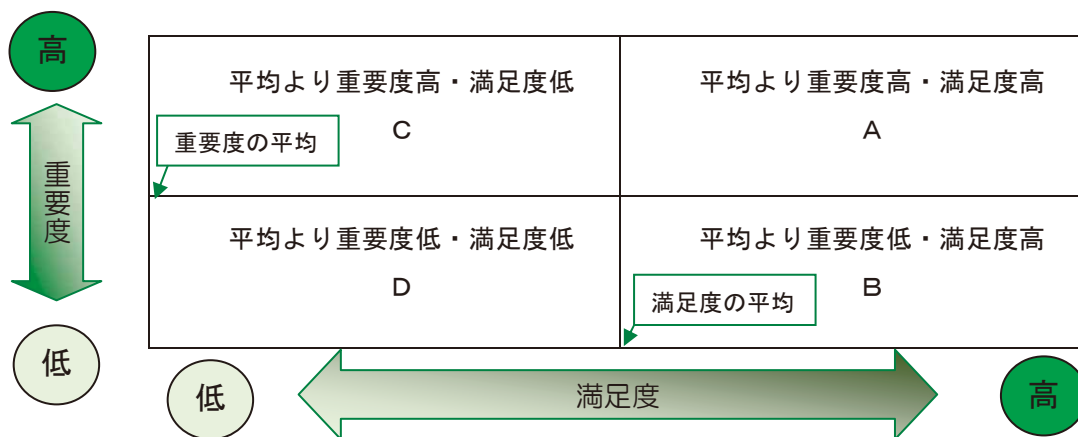 高
平均より重要度高・満足度低
C
平均より重要度高・満足度高
A
重要度の平均
重要度
平均より重要度低・満足度低
D
平均より重要度低・満足度高
B
満足度の平均
低
低
満足度
高